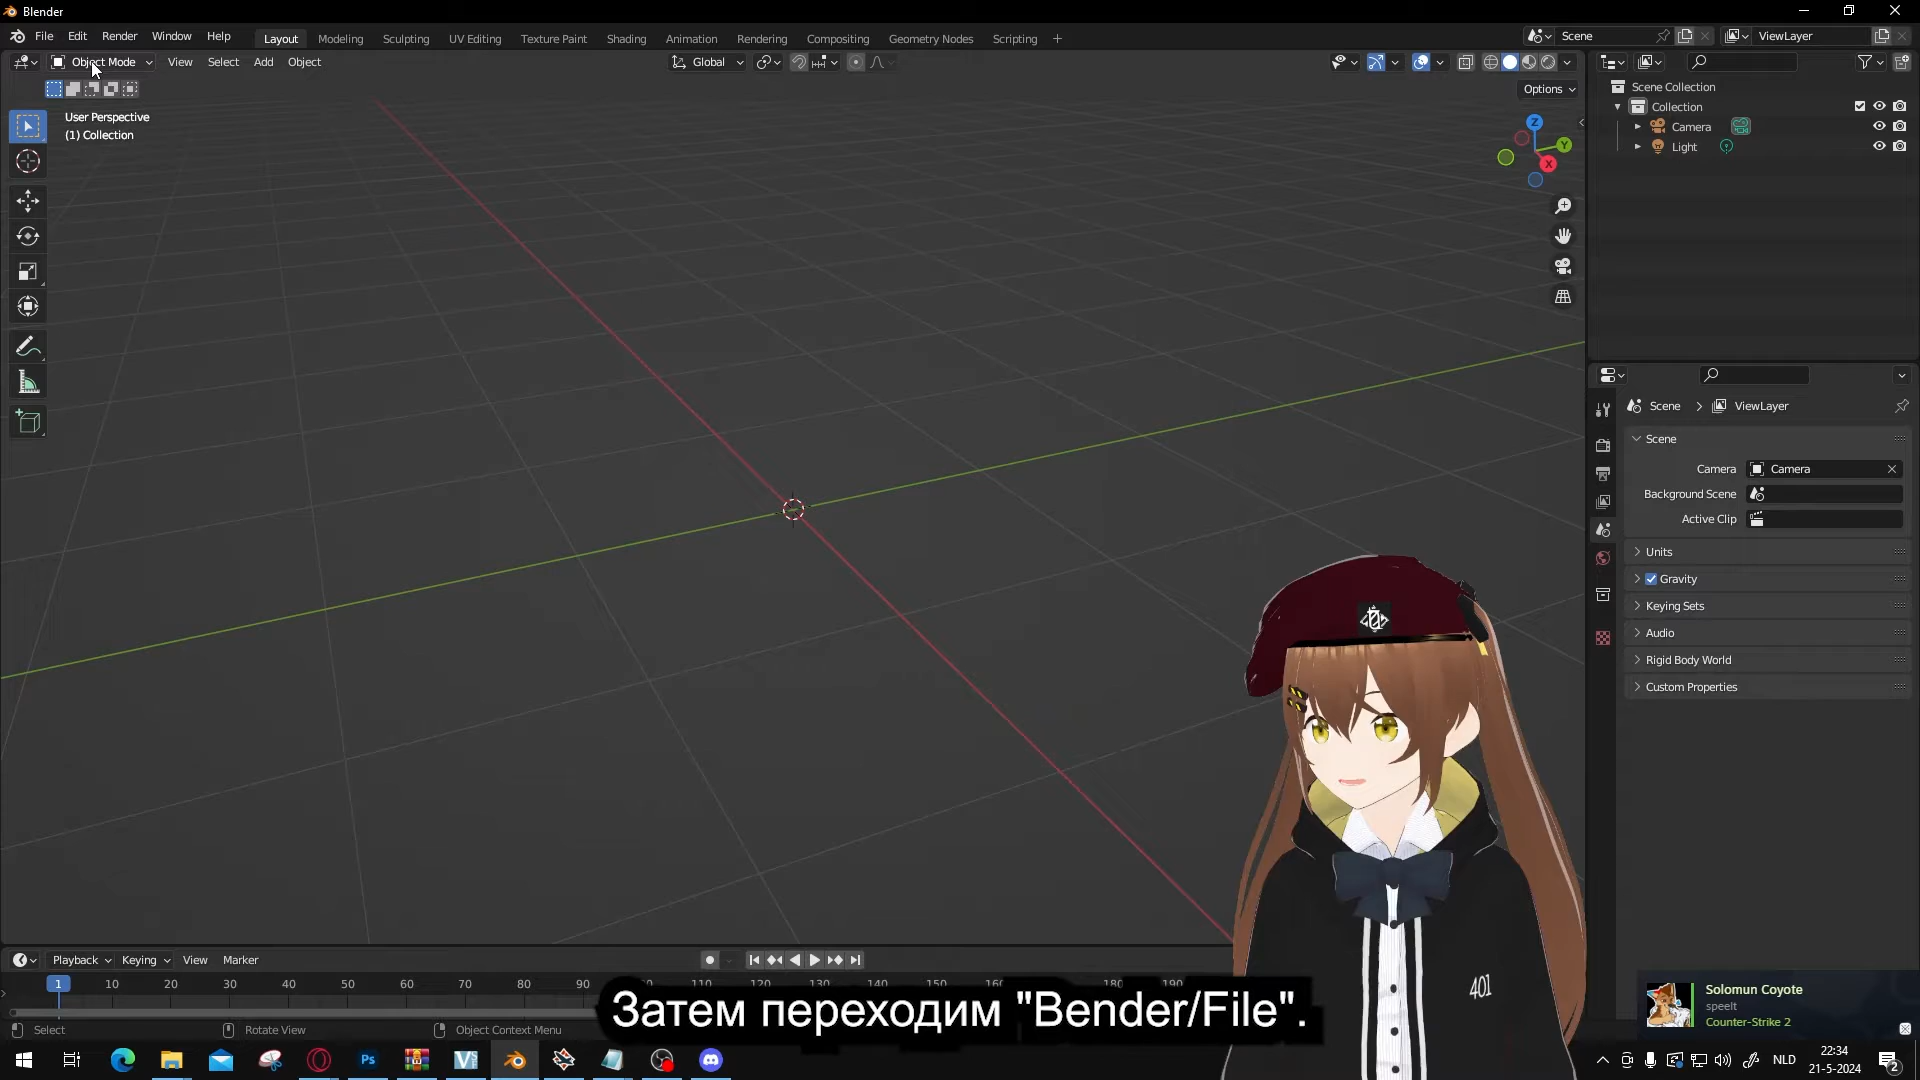 Blender
File Edit Render Window Help Layout Modeling Sculpting UV Editing Texture Paint Shading Animation Rendering Compositing Geometry Nodes Scripting + Scene ViewLayer
Object Mode View Select Add Object Global
Options
User Perspective
(1) Collection
Z
Y
X
Scene Collection
Collection
Camera
Light
Scene > ViewLayer
Scene
Camera Camera
Background Scene
Active Clip
Units
Gravity
Keying Sets
Audio
Rigid Body World
Custom Properties
401
Playback Keying View Marker
1 10 20 30 40 50 60 70 80 90
Select Rotate View Object Context Menu
Затем переходим "Bender/File".
Solomun Coyote
speelt
Counter-Strike 2
Ps
NLD
22:34
21-5-2024
2